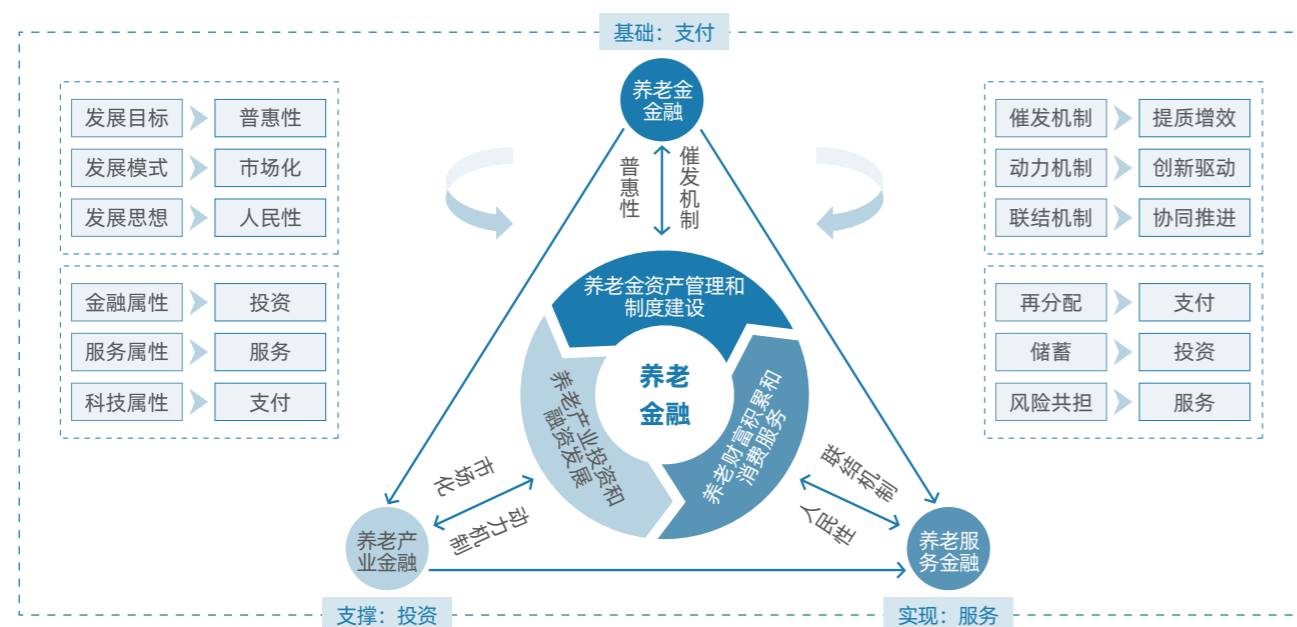 基础：支付
发展目标
普惠性
发展模式
市场化
发展思想
人民性
金融属性
投资
服务属性
服务
科技属性
支付
养老金
金融
普惠性
催发机制
养老金资产管理和
制度建设
养老
金融
养老产业投资和
融资发展
养老财富积累和
消费服务
市场化
动力机制
联结机制
人民性
养老产
业金融
养老服
务金融
催发机制
提质增效
动力机制
创新驱动
联结机制
协同推进
再分配
支付
储蓄
投资
风险共担
服务
支撑：投资
实现：服务